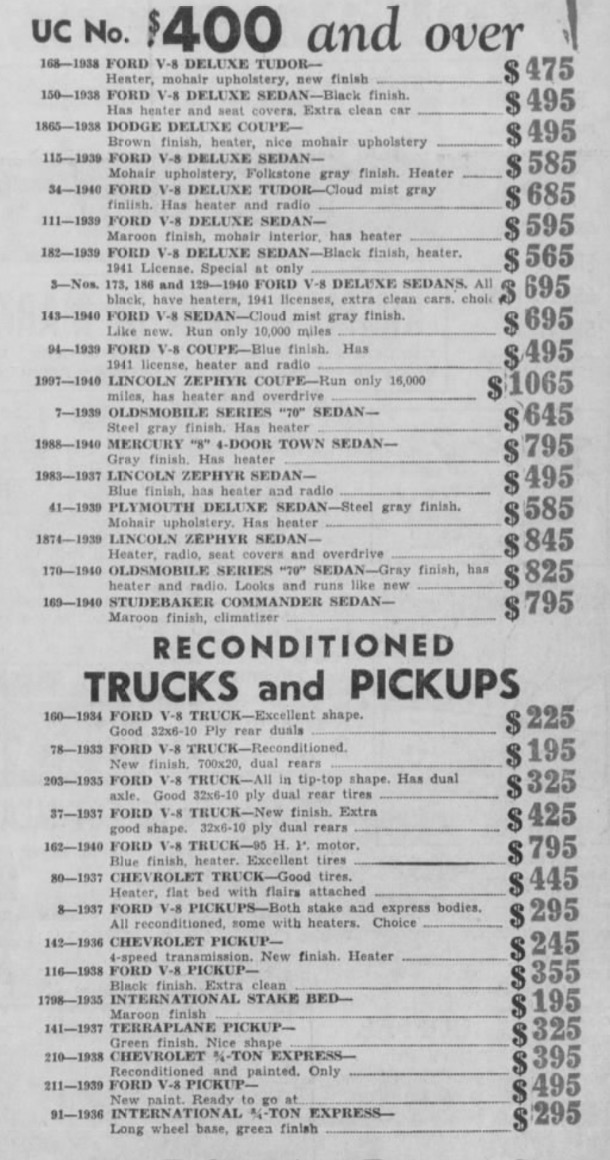 UC No. $400 and over
168—1938 FORD V-8 DELUXE TUDOR—
Heater, mohair upholstery, new finish $475
150—1938 FORD V-8 DELUXE SEDAN—Black finish.
Has heater and seat covers. Extra clean car $495
1865—1938 DODGE DELUXE COUPE—
Brown finish, heater, nice mohair upholstery $495
115—1939 FORD V-8 DELUXE SEDAN—
Mohair upholstery, Folkstone gray finish. Heater $585
34—1940 FORD V-8 DELUXE TUDOR—Cloud mist gray
finiish. Has heater and radio $685
111—1939 FORD V-8 DELUXE SEDAN—
Maroon finish, mohair interior, has heater $595
182—1939 FORD V-8 DELUXE SEDAN—Black finish, heater.
1941 License. Special at only $565
3—Nos. 173, 186 and 129—1940 FORD V-8 DELUXE SEDANS. All
black, have heaters, 1941 licenses, extra clean cars. choic $695
143—1940 FORD V-8 SEDAN—Cloud mist gray finish.
Like new. Run only 10,000 miles $695
94—1939 FORD V-8 COUPE—Blue finish. Has
1941 license, heater and radio $495
1997—1940 LINCOLN ZEPHYR COUPE—Run only 16,000
miles, has heater and overdrive $1065
7—1939 OLDSMOBILE SERIES "70" SEDAN—
Steel gray finish. Has heater $645
1988—1940 MERCURY "8" 4-DOOR TOWN SEDAN—
Gray finish. Has heater $795
1983—1937 LINCOLN ZEPHYR SEDAN—
Blue finish, has heater and radio $495
41—1939 PLYMOUTH DELUXE SEDAN—Steel gray finish.
Mohair upholstery. Has heater $585
1874—1939 LINCOLN ZEPHYR SEDAN—
Heater, radio, seat covers and overdrive $845
170—1940 OLDSMOBILE SERIES "70" SEDAN—Gray finish, has
heater and radio. Looks and runs like new $825
169—1940 STUDEBAKER COMMANDER SEDAN—
Maroon finish, climatizer $795
RECONDITIONED
TRUCKS and PICKUPS
160—1934 FORD V-8 TRUCK—Excellent shape.
Good 32x6-10 Ply rear duals $225
78—1933 FORD V-8 TRUCK—Reconditioned.
New finish. 700x20, dual rears $195
203—1935 FORD V-8 TRUCK—All in tip-top shape. Has dual
axle. Good 32x6-10 ply dual rear tires $325
37—1937 FORD V-8 TRUCK—New finish. Extra
good shape. 32x6-10 ply dual rears $425
162—1940 FORD V-8 TRUCK—95 H. P. motor.
Blue finish, heater. Excellent tires $795
80—1937 CHEVROLET TRUCK—Good tires.
Heater, flat bed with flairs attached $445
8—1937 FORD V-8 PICKUPS—Both stake and express bodies.
All reconditioned, some with heaters. Choice $295
142—1936 CHEVROLET PICKUP—
4-speed transmission. New finish. Heater $245
116—1938 FORD V-8 PICKUP—
Black finish. Extra clean $355
1798—1935 INTERNATIONAL STAKE BED—
Maroon finish $195
141—1937 TERRAPLANE PICKUP—
Green finish. Nice shape $325
210—1938 CHEVROLET ¾-TON EXPRESS—
Reconditioned and painted. Only $395
211—1939 FORD V-8 PICKUP—
New paint. Ready to go at $495
91—1936 INTERNATIONAL ¾-TON EXPRESS—
Long wheel base, green finish $295